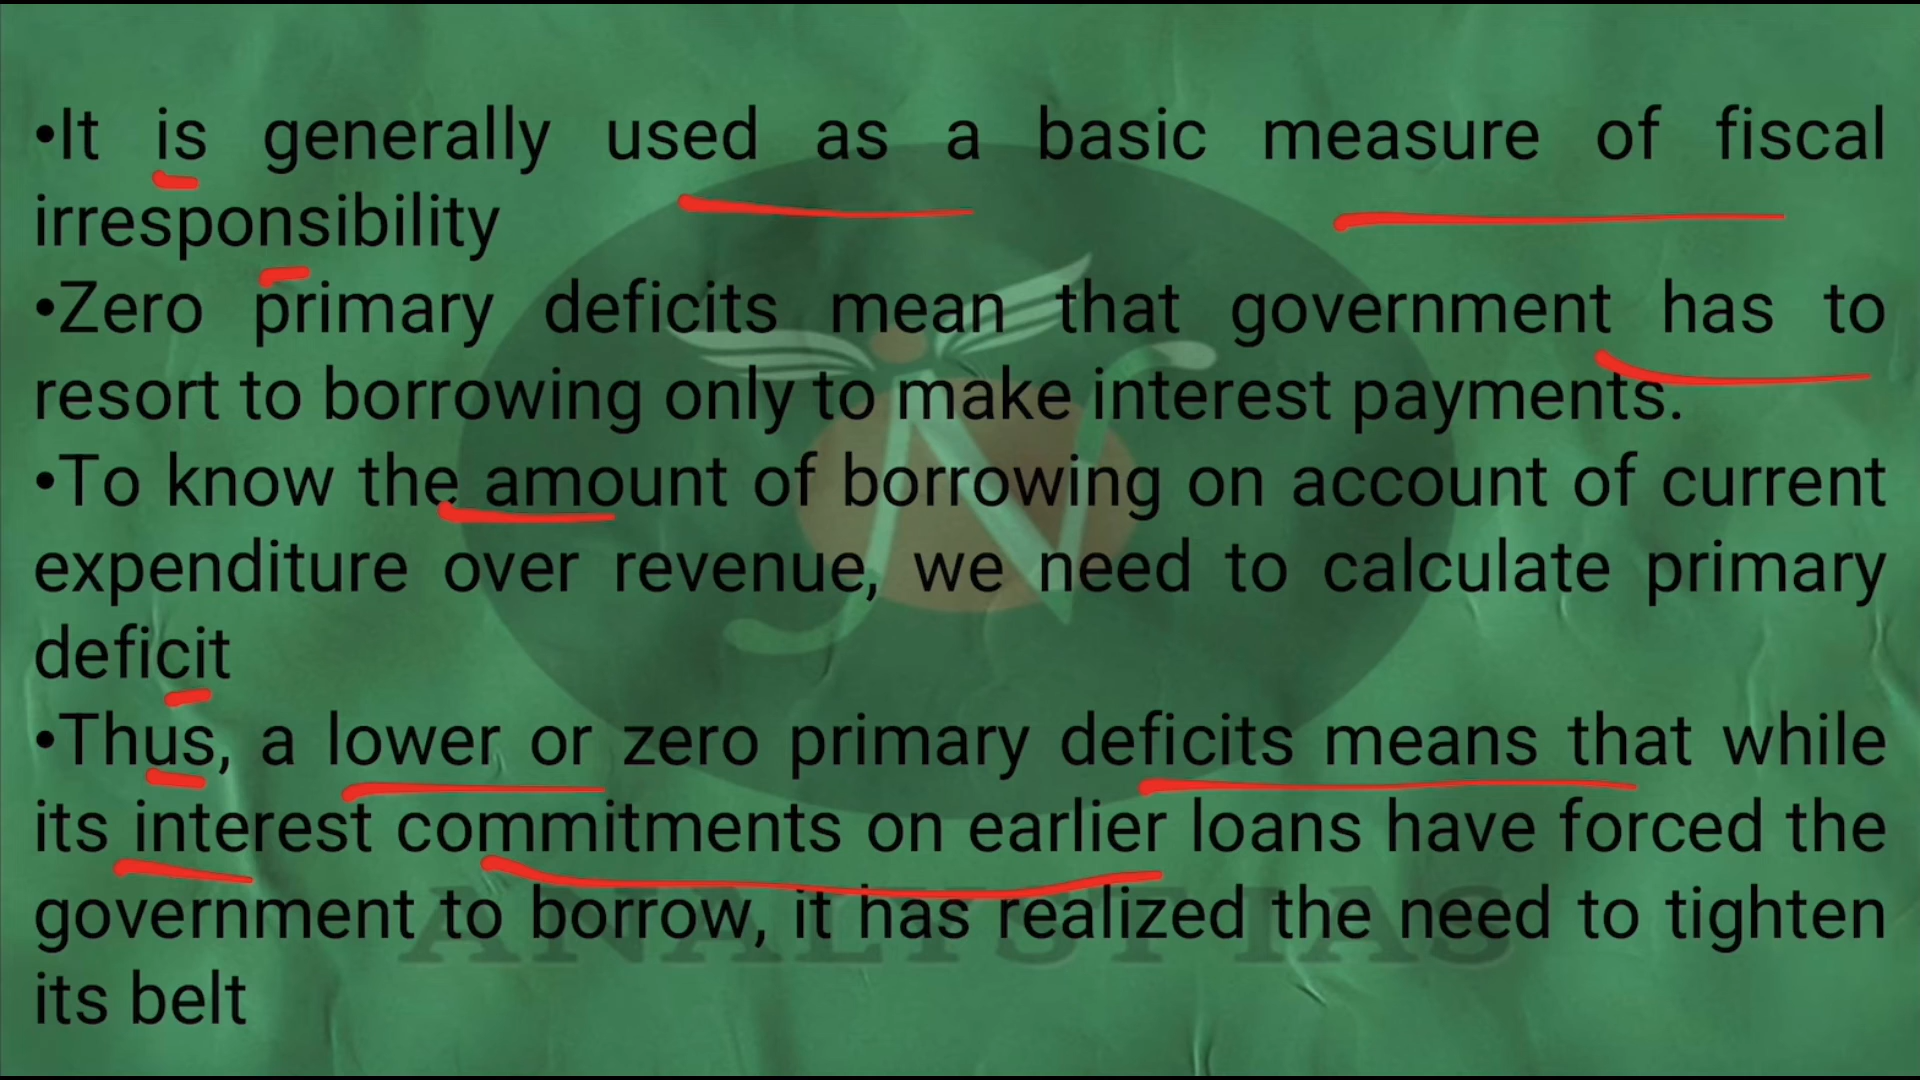 •It is generally used as a basic measure of fiscal
irresponsibility
•Zero primary deficits mean that government has to
resort to borrowing only to make interest payments.
•To know the amount of borrowing on account of current
expenditure over revenue, we need to calculate primary
deficit
•Thus, a lower or zero primary deficits means that while
its interest commitments on earlier loans have forced the
government to borrow, it has realized the need to tighten
its belt
ANALYST IAS